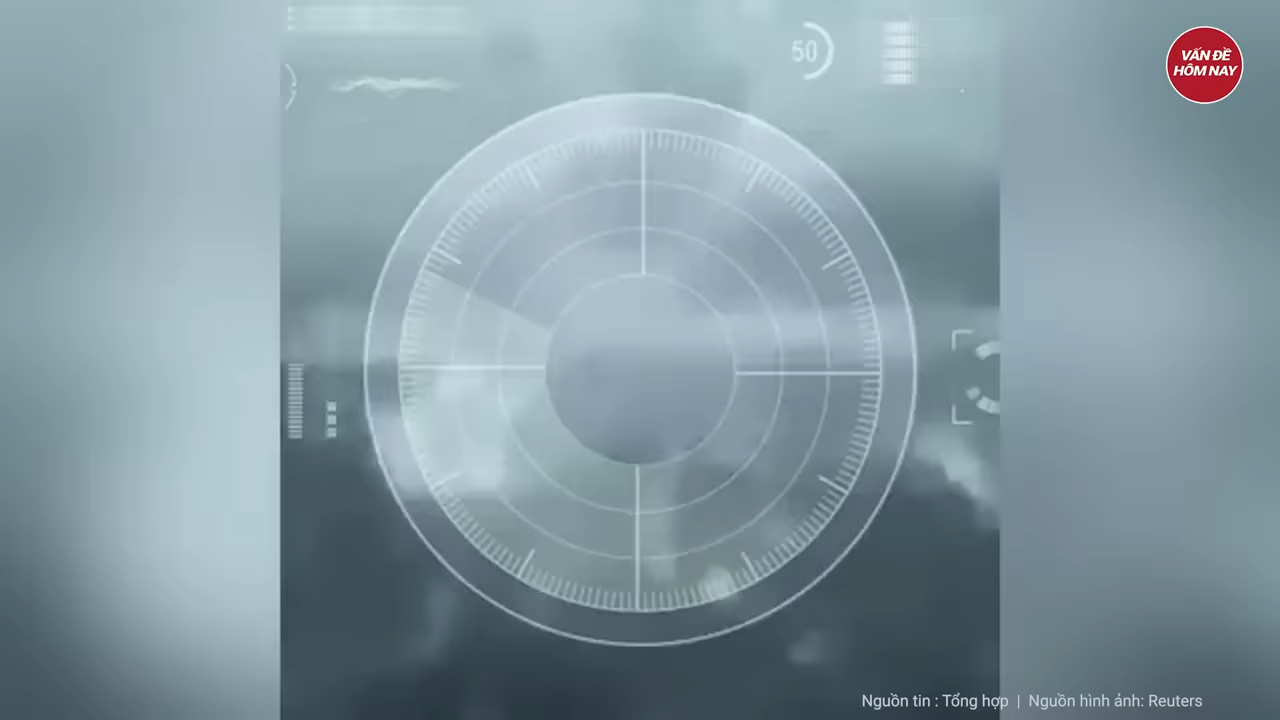 50
VẤN ĐỀ
HÔM NAY
Nguồn tin : Tổng hợp | Nguồn hình ảnh: Reuters